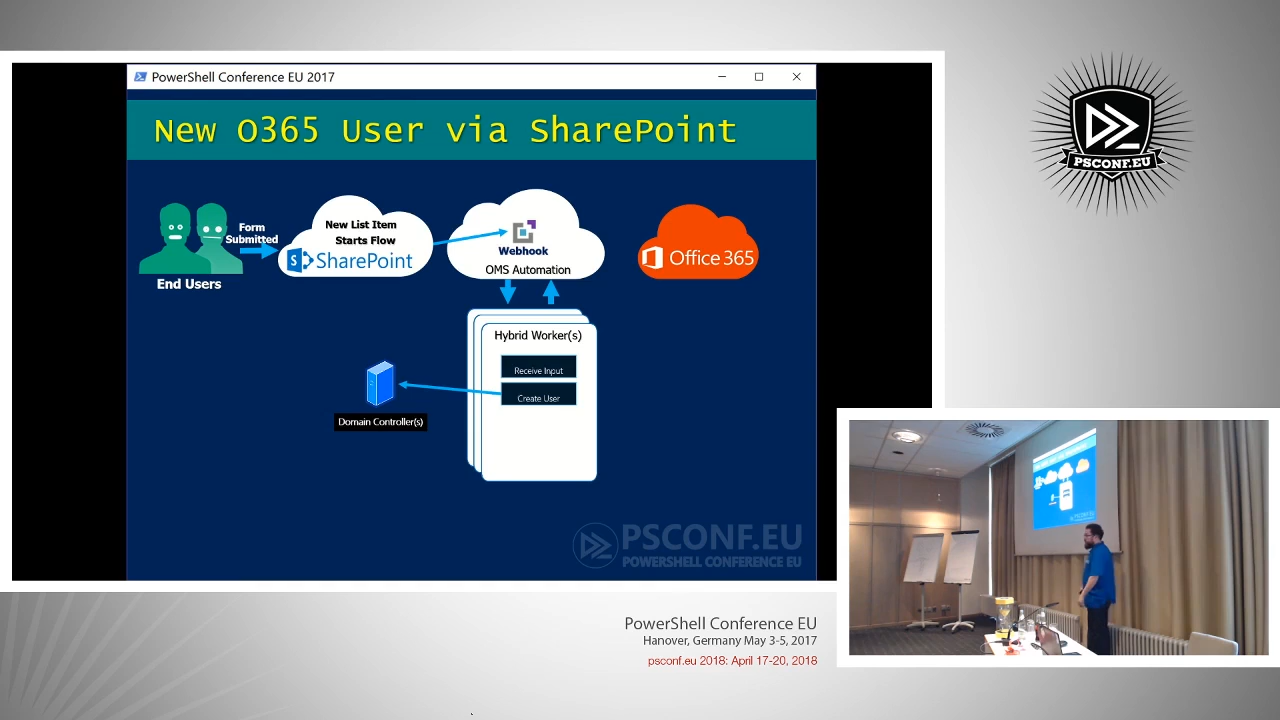 PowerShell Conference EU 2017
New O365 User via SharePoint
Form
Submitted
End Users
New List Item
Starts Flow
SharePoint
Webhook
OMS Automation
Office 365
Hybrid Worker(s)
Receive Input
Create User
Domain Controller(s)
PSCONF.EU
POWERSHELL CONFERENCE EU
PSCONF.EU
PowerShell Conference EU
Hanover, Germany May 3-5, 2017
psconf.eu 2018: April 17-20, 2018